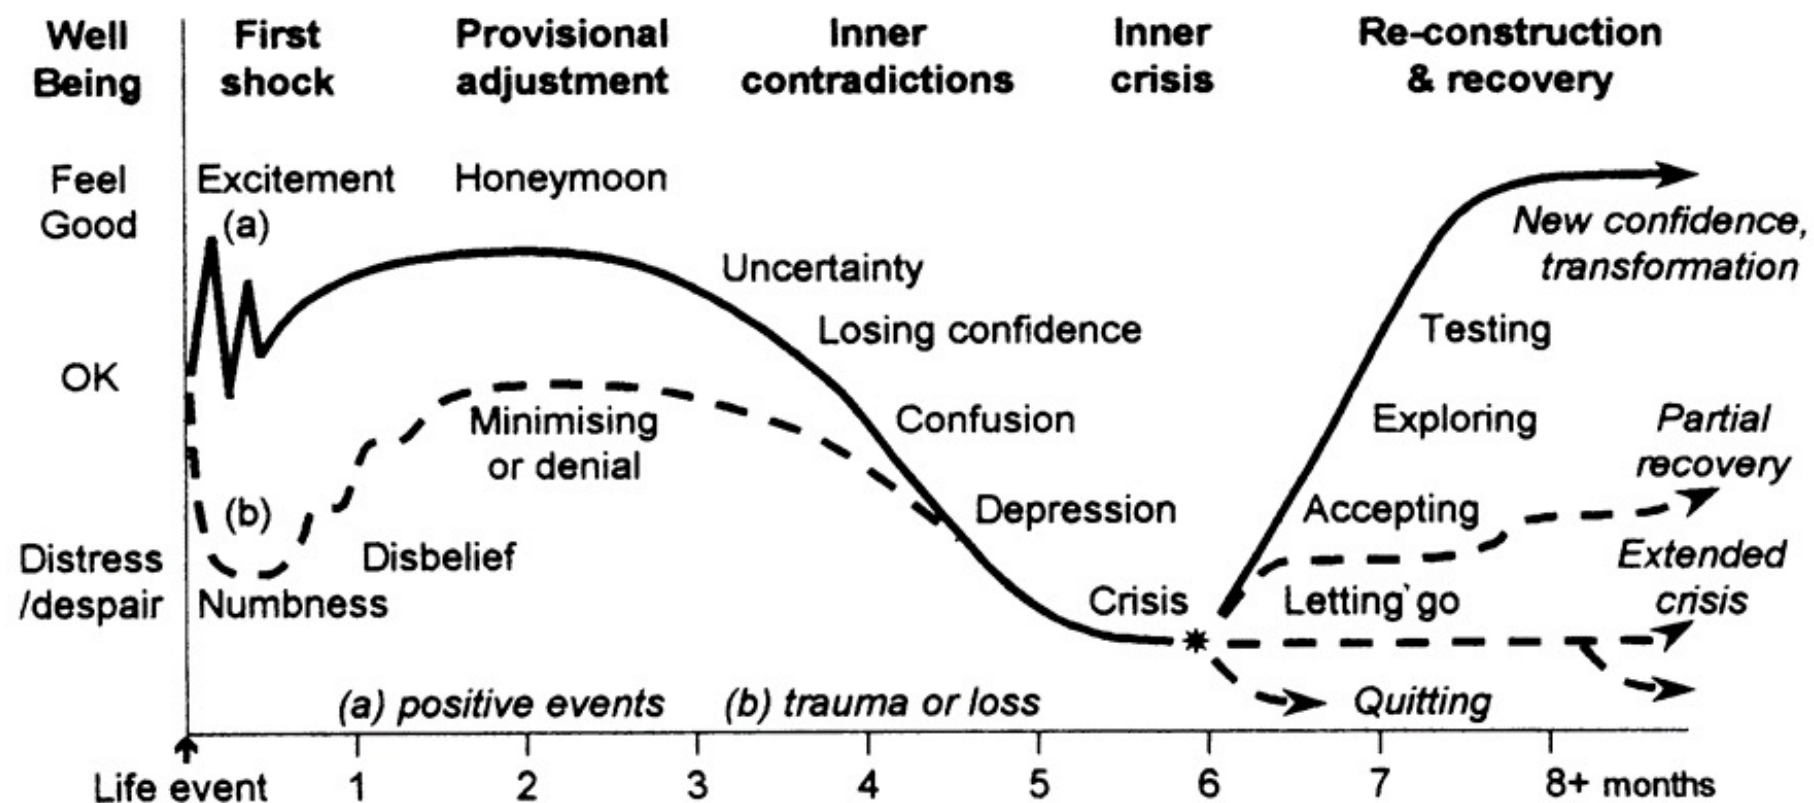 Well
Being
First
shock
Provisional
adjustment
Inner
contradictions
Inner
crisis
Re-construction
& recovery
Feel
Good
Excitement
(a)
Honeymoon
New confidence,
transformation
Uncertainty
Losing confidence
Testing
OK
Minimising
or denial
Confusion
Exploring
Partial
recovery
(b)
Depression
Accepting
Distress
/despair
Disbelief
Numbness
Crisis
Letting go
Extended
crisis
(a) positive events
(b) trauma or loss
Quitting
Life event
1
2
3
4
5
6
7
8+ months